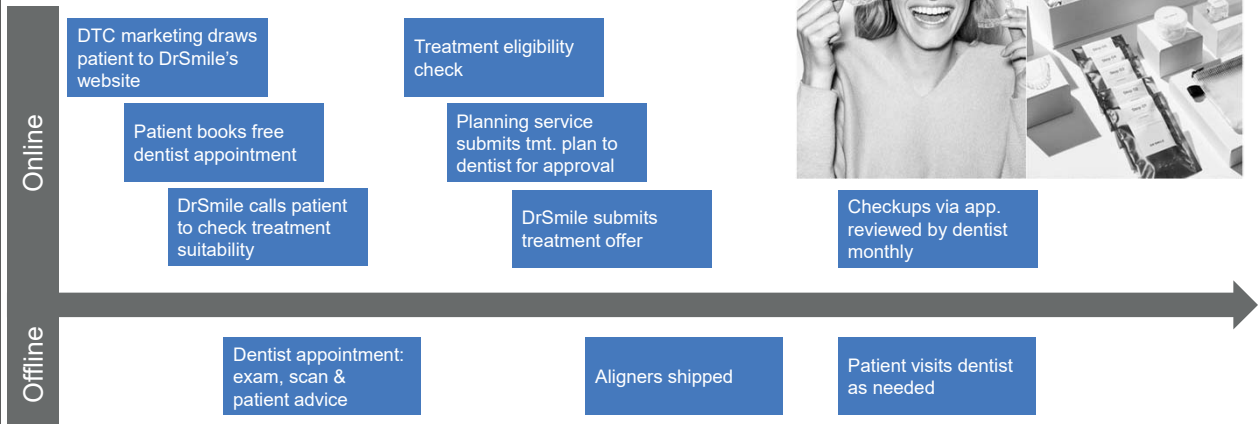 Online
DTC marketing draws
patient to DrSmile's
website
Patient books free
dentist appointment
DrSmile calls patient
to check treatment
suitability
Treatment eligibility
check
Planning service
submits tmt. plan to
dentist for approval
DrSmile submits
treatment offer
Checkups via app.
reviewed by dentist
monthly
Offline
Dentist appointment:
exam, scan &
patient advice
Aligners shipped
Patient visits dentist
as needed